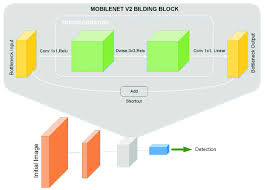 MOBILENET V2 BILDING BLOCK
Bottleneck Input
Conv 1x1,Relu
Dwise,3x3,Relu
Conv 1x1, Linear
Bottleneck Output
Add
Shortcut
Initial Image
Detection